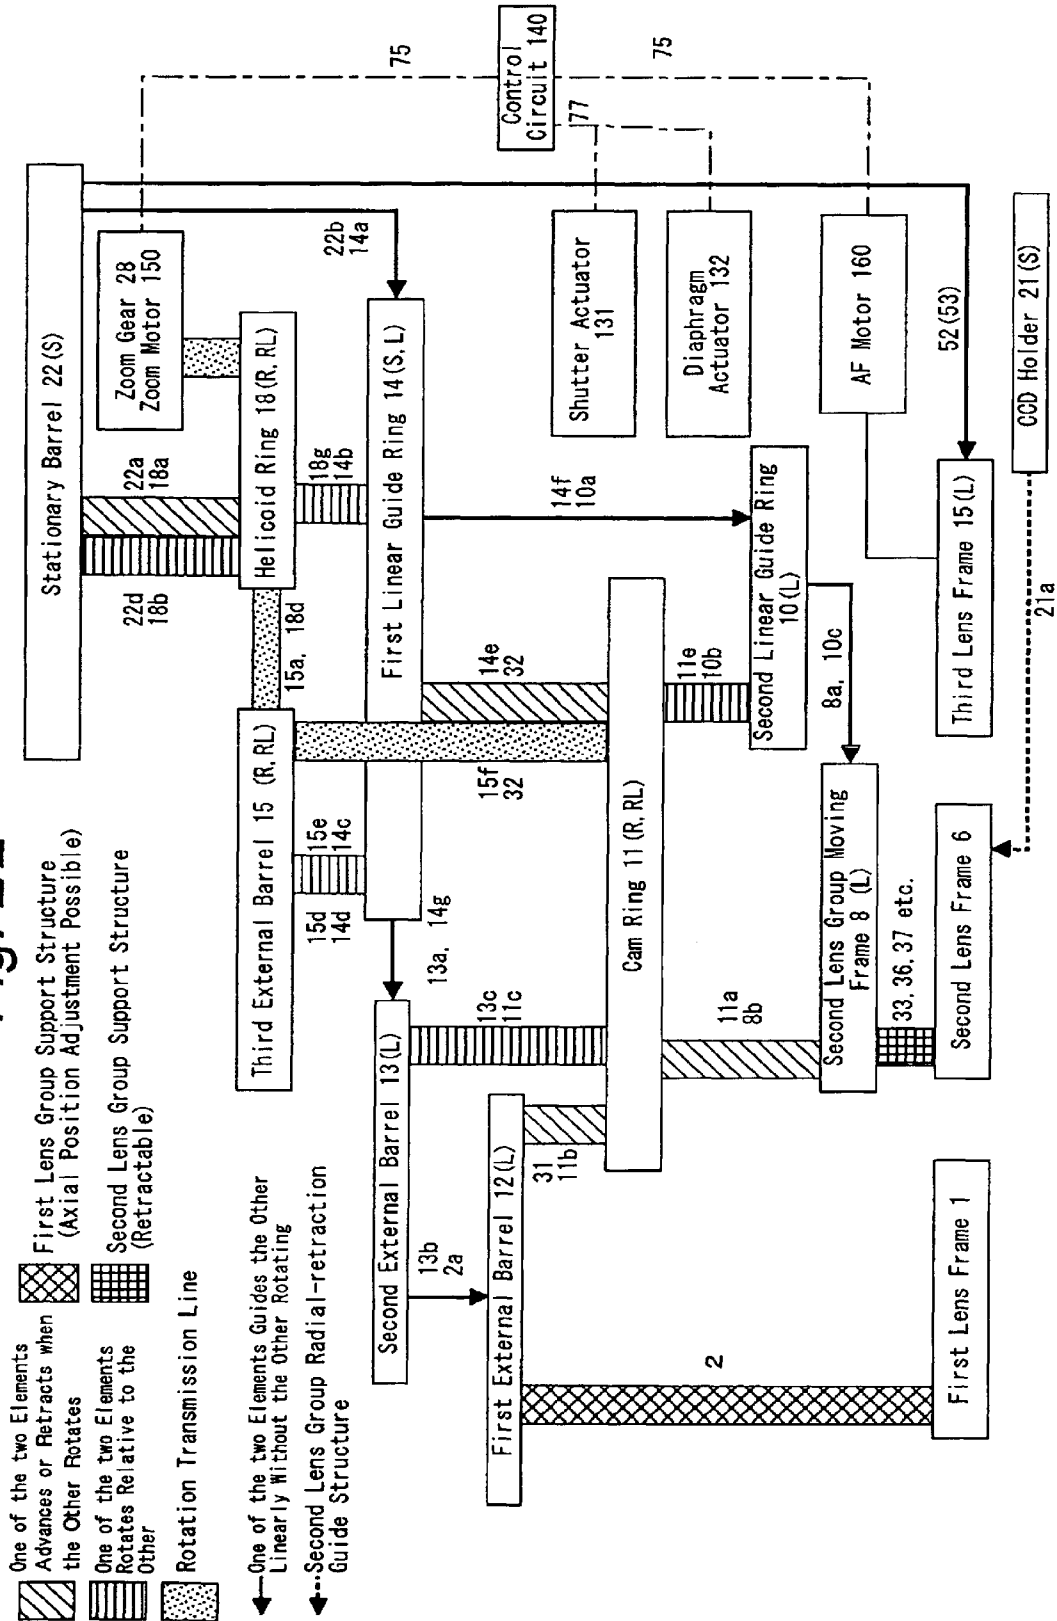 One of the two Elements
Advances or Retracts when
the Other Rotates
One of the two Elements
Rotates Relative to the
Other
Rotation Transmission Line
First Lens Group Support Structure
(Axial Position Adjustment Possible)
Second Lens Group Support Structure
(Retractable)
One of the two Elements Guides the Other
Linearly Without the Other Rotating
Second Lens Group Radial-retraction
Guide Structure
Stationary Barrel 22(S)
22d
18b
22a
18a
Zoom Gear 28
Zoom Motor 150
75
Third External Barrel 15 (R, RL)
15a, 18d
Helicoid Ring 18(R, RL)
22b
14a
15d
14d
15e
14c
18g
14b
First Linear Guide Ring 14(S, L)
13a, 14g
Second External Barrel 13(L)
13b
2a
13c
11c
15f
32
14e
32
14f
10a
Shutter Actuator
131
77
Control
Circuit 140
First External Barrel 12(L)
31
11b
Cam Ring 11(R, RL)
11a
8b
11e
10b
Diaphragm
Actuator 132
75
Second Linear Guide Ring
10(L)
8a, 10c
Second Lens Group Moving
Frame 8 (L)
AF Motor 160
52(53)
33, 36, 37 etc.
2
First Lens Frame 1
Second Lens Frame 6
Third Lens Frame 15(L)
CCD Holder 21(S)
21a